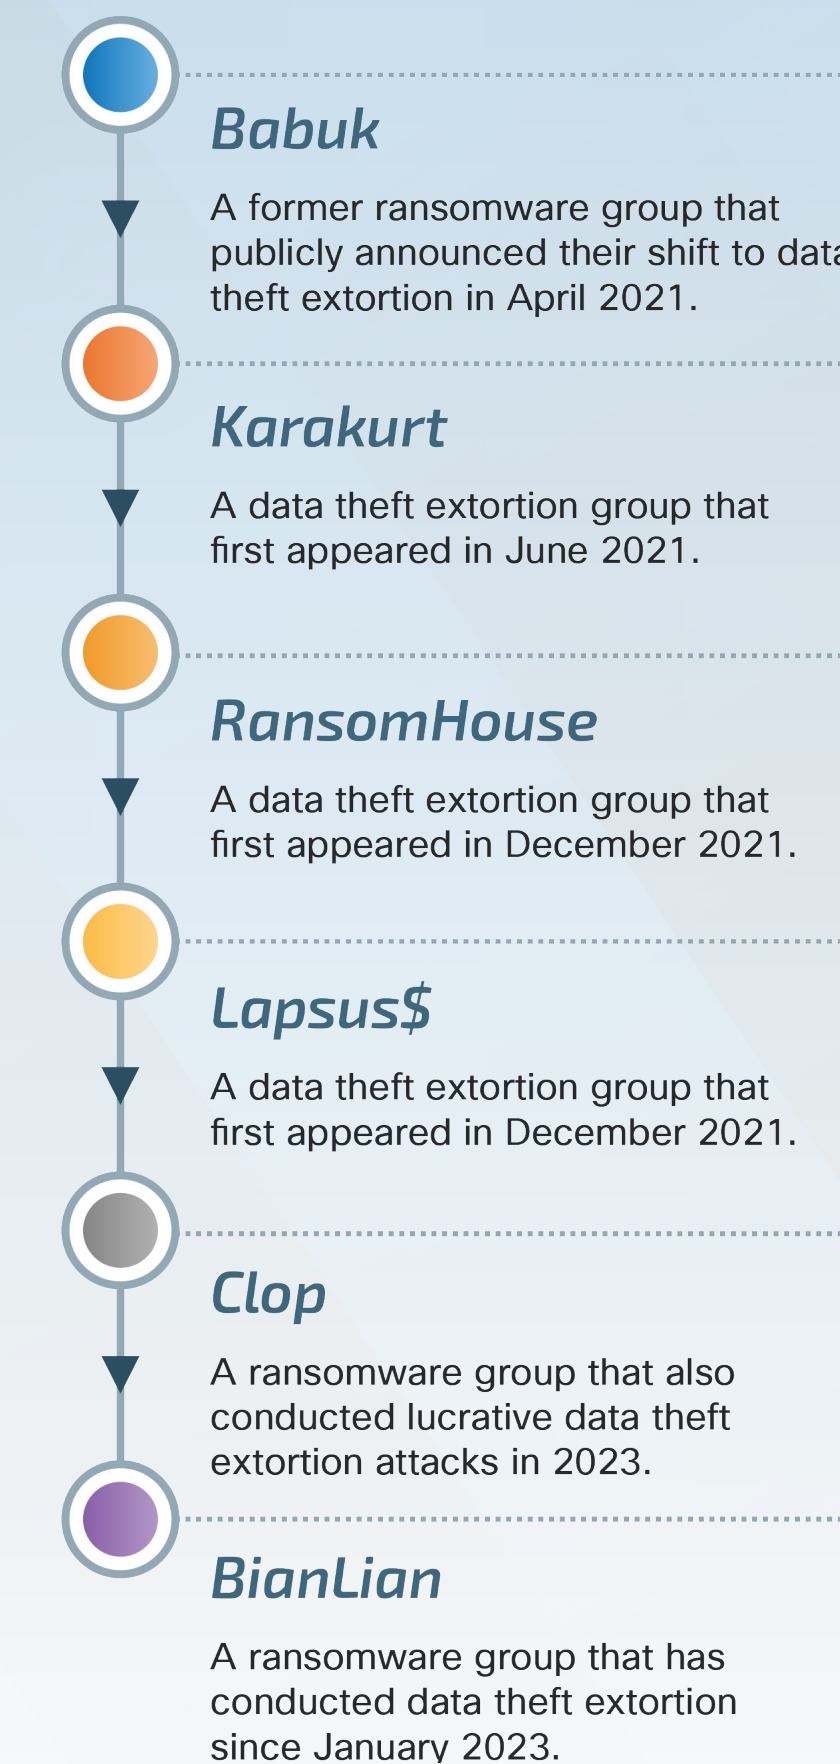 Babuk
A former ransomware group that
publicly announced their shift to data
theft extortion in April 2021.
Karakurt
A data theft extortion group that
first appeared in June 2021.
RansomHouse
A data theft extortion group that
first appeared in December 2021.
Lapsus$
A data theft extortion group that
first appeared in December 2021.
Clop
A ransomware group that also
conducted lucrative data theft
extortion attacks in 2023.
BianLian
A ransomware group that has
conducted data theft extortion
since January 2023.